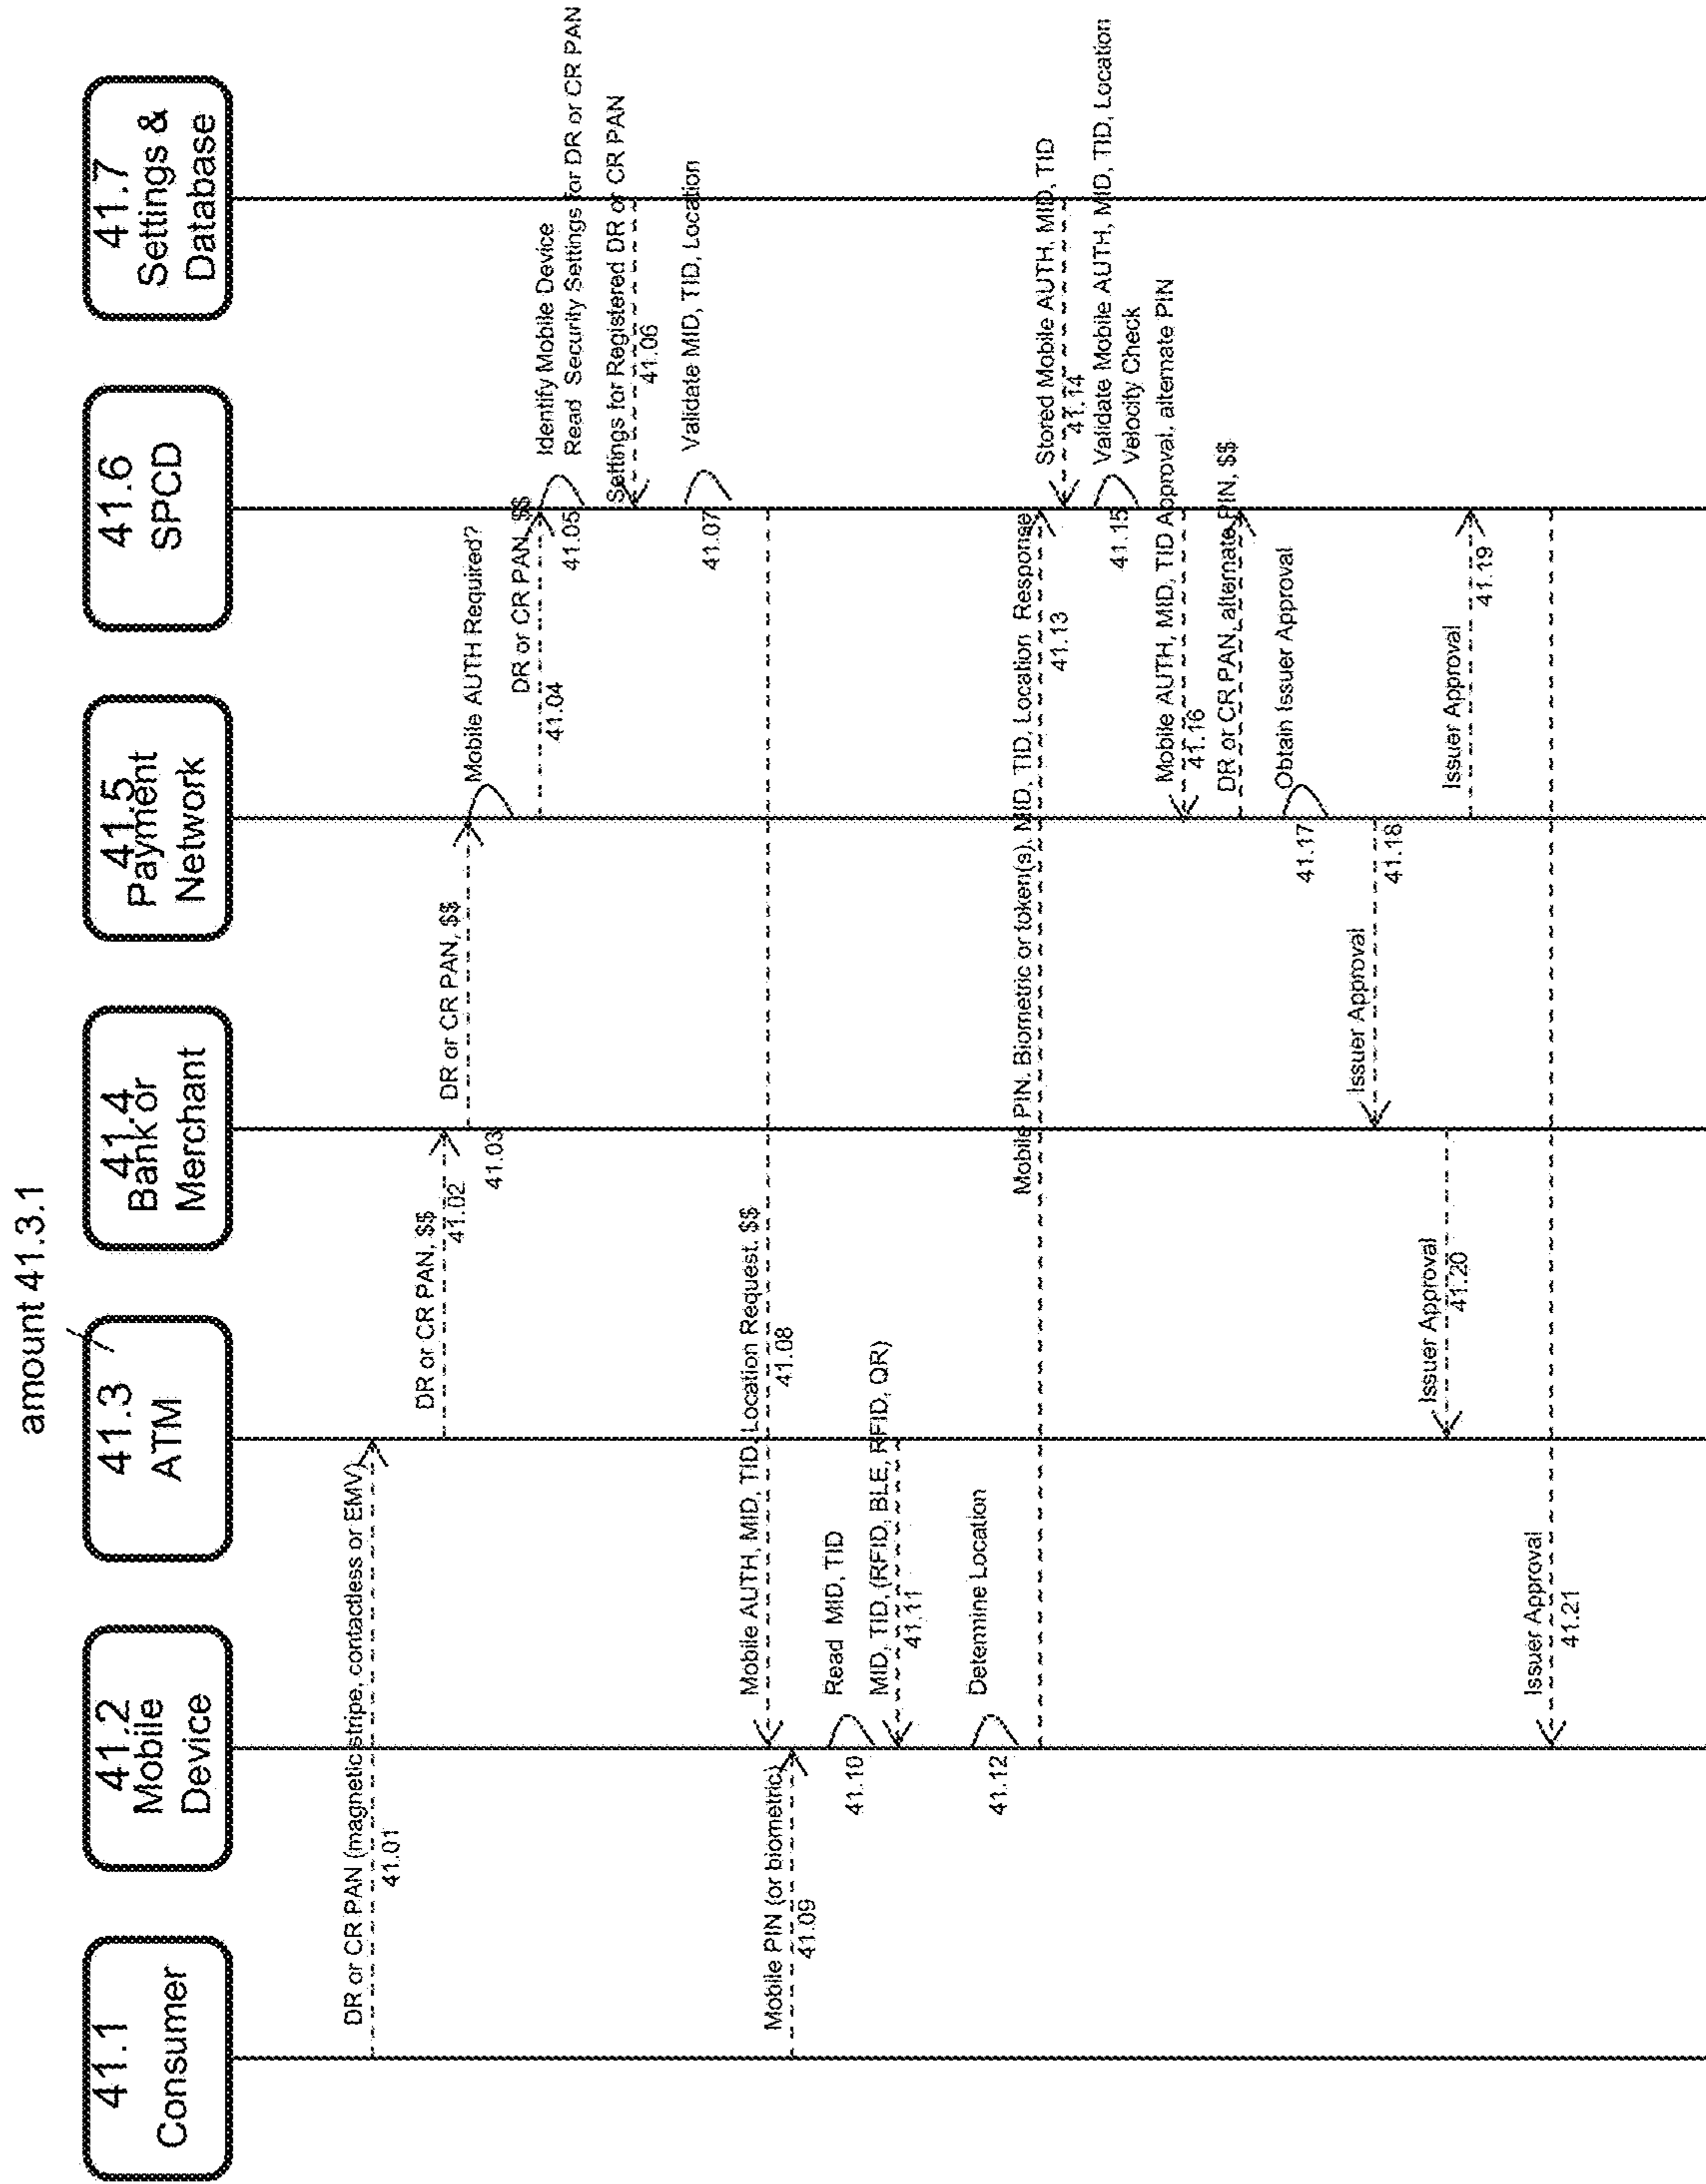 amount 41.3.1
41.1
Consumer
41.2
Mobile
Device
41.3
ATM
41.4
Bank or
Merchant
41.5
Payment
Network
41.6
SPCD
41.7
Settings &
Database
DR or CR PAN (magnetic stripe, contactless or EMV)
41.01
DR or CR PAN, $$
41.02
DR or CR PAN, $$
41.03
Mobile AUTH Required?
DR or CR PAN, $$
41.04
Identify Mobile Device
Read Security Settings for DR or CR PAN
41.05
Settings for Registered DR or CR PAN
41.06
Validate MID, TID, Location
41.07
Mobile AUTH, MID, TID, Location Request, $$
41.08
Mobile PIN (or biometric)
41.09
Read MID, TID
41.10
MID, TID, (RFID, BLE, RFID, QR)
41.11
Determine Location
41.12
Mobile PIN, Biometric or token(s), MID, TID, Location Response
41.13
Stored Mobile AUTH, MID, TID
41.14
Validate Mobile AUTH, MID, TID, Location
Velocity Check
41.15
Mobile AUTH, MID, TID Approval, alternate PIN
41.16
DR or CR PAN, alternate PIN, $$
Obtain Issuer Approval
41.17
Issuer Approval
41.18
Issuer Approval
41.20
Issuer Approval
41.19
Issuer Approval
41.21